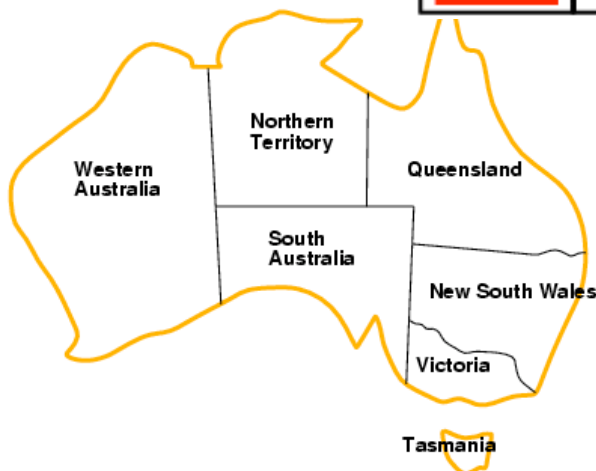 Northern
Territory
Western
Australia
Queensland
South
Australia
New South Wales
Victoria
Tasmania